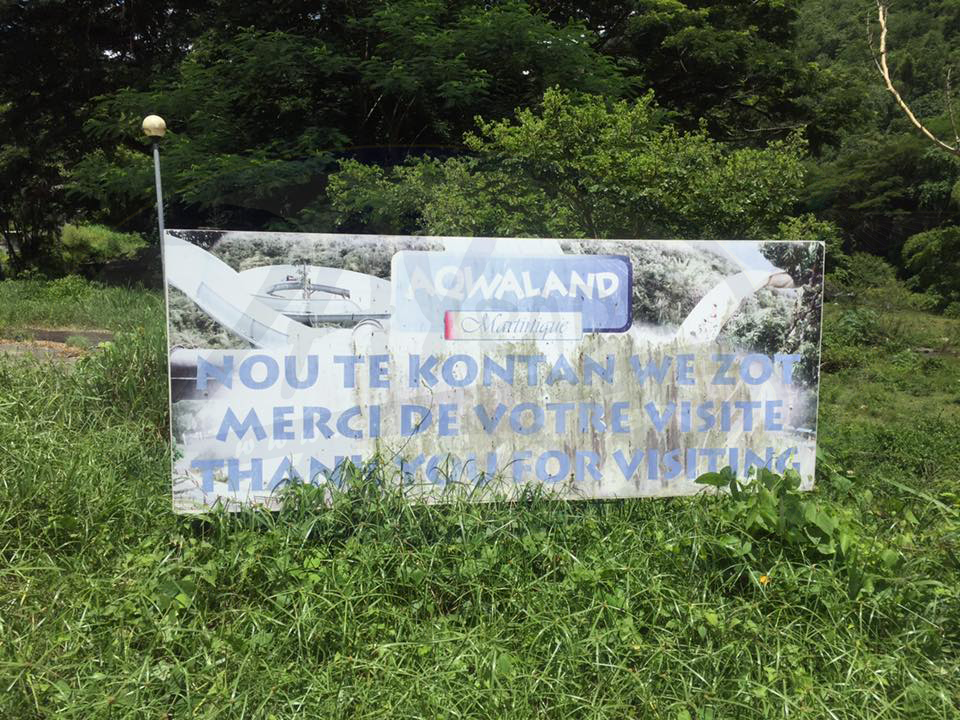 AQWALAND
Martinique
NOU TE KONTAN WE ZOT
MERCI DE VOTRE VISITE
THANK YOU FOR VISITING